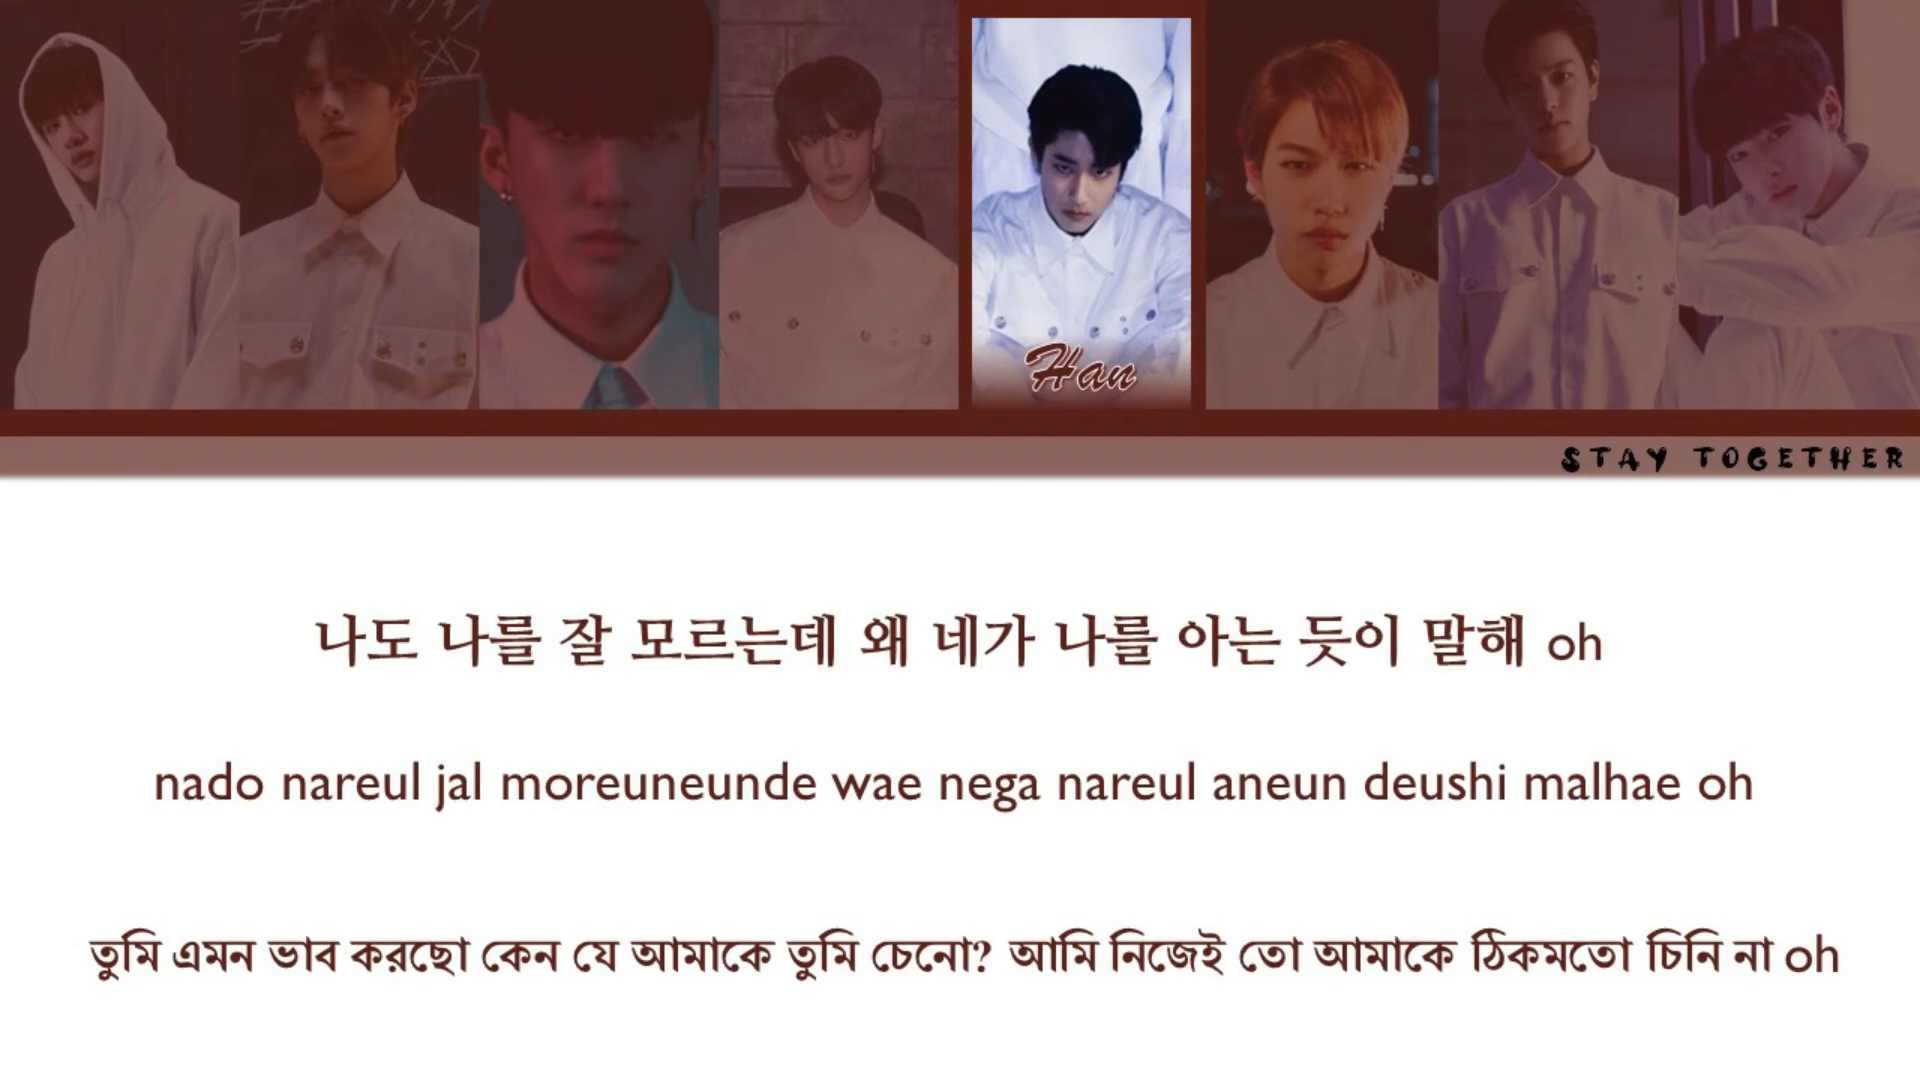 Han
STAY TOGETHER
나도 나를 잘 모르는데 왜 네가 나를 아는 듯이 말해 oh
nado nareul jal moreuneunde wae nega nareul aneun deushi malhae oh
তুমি এমন ভাব করছো কেন যে আমাকে তুমি চেনো? আমি নিজেই তো আমাকে ঠিকমতো চিনি না oh